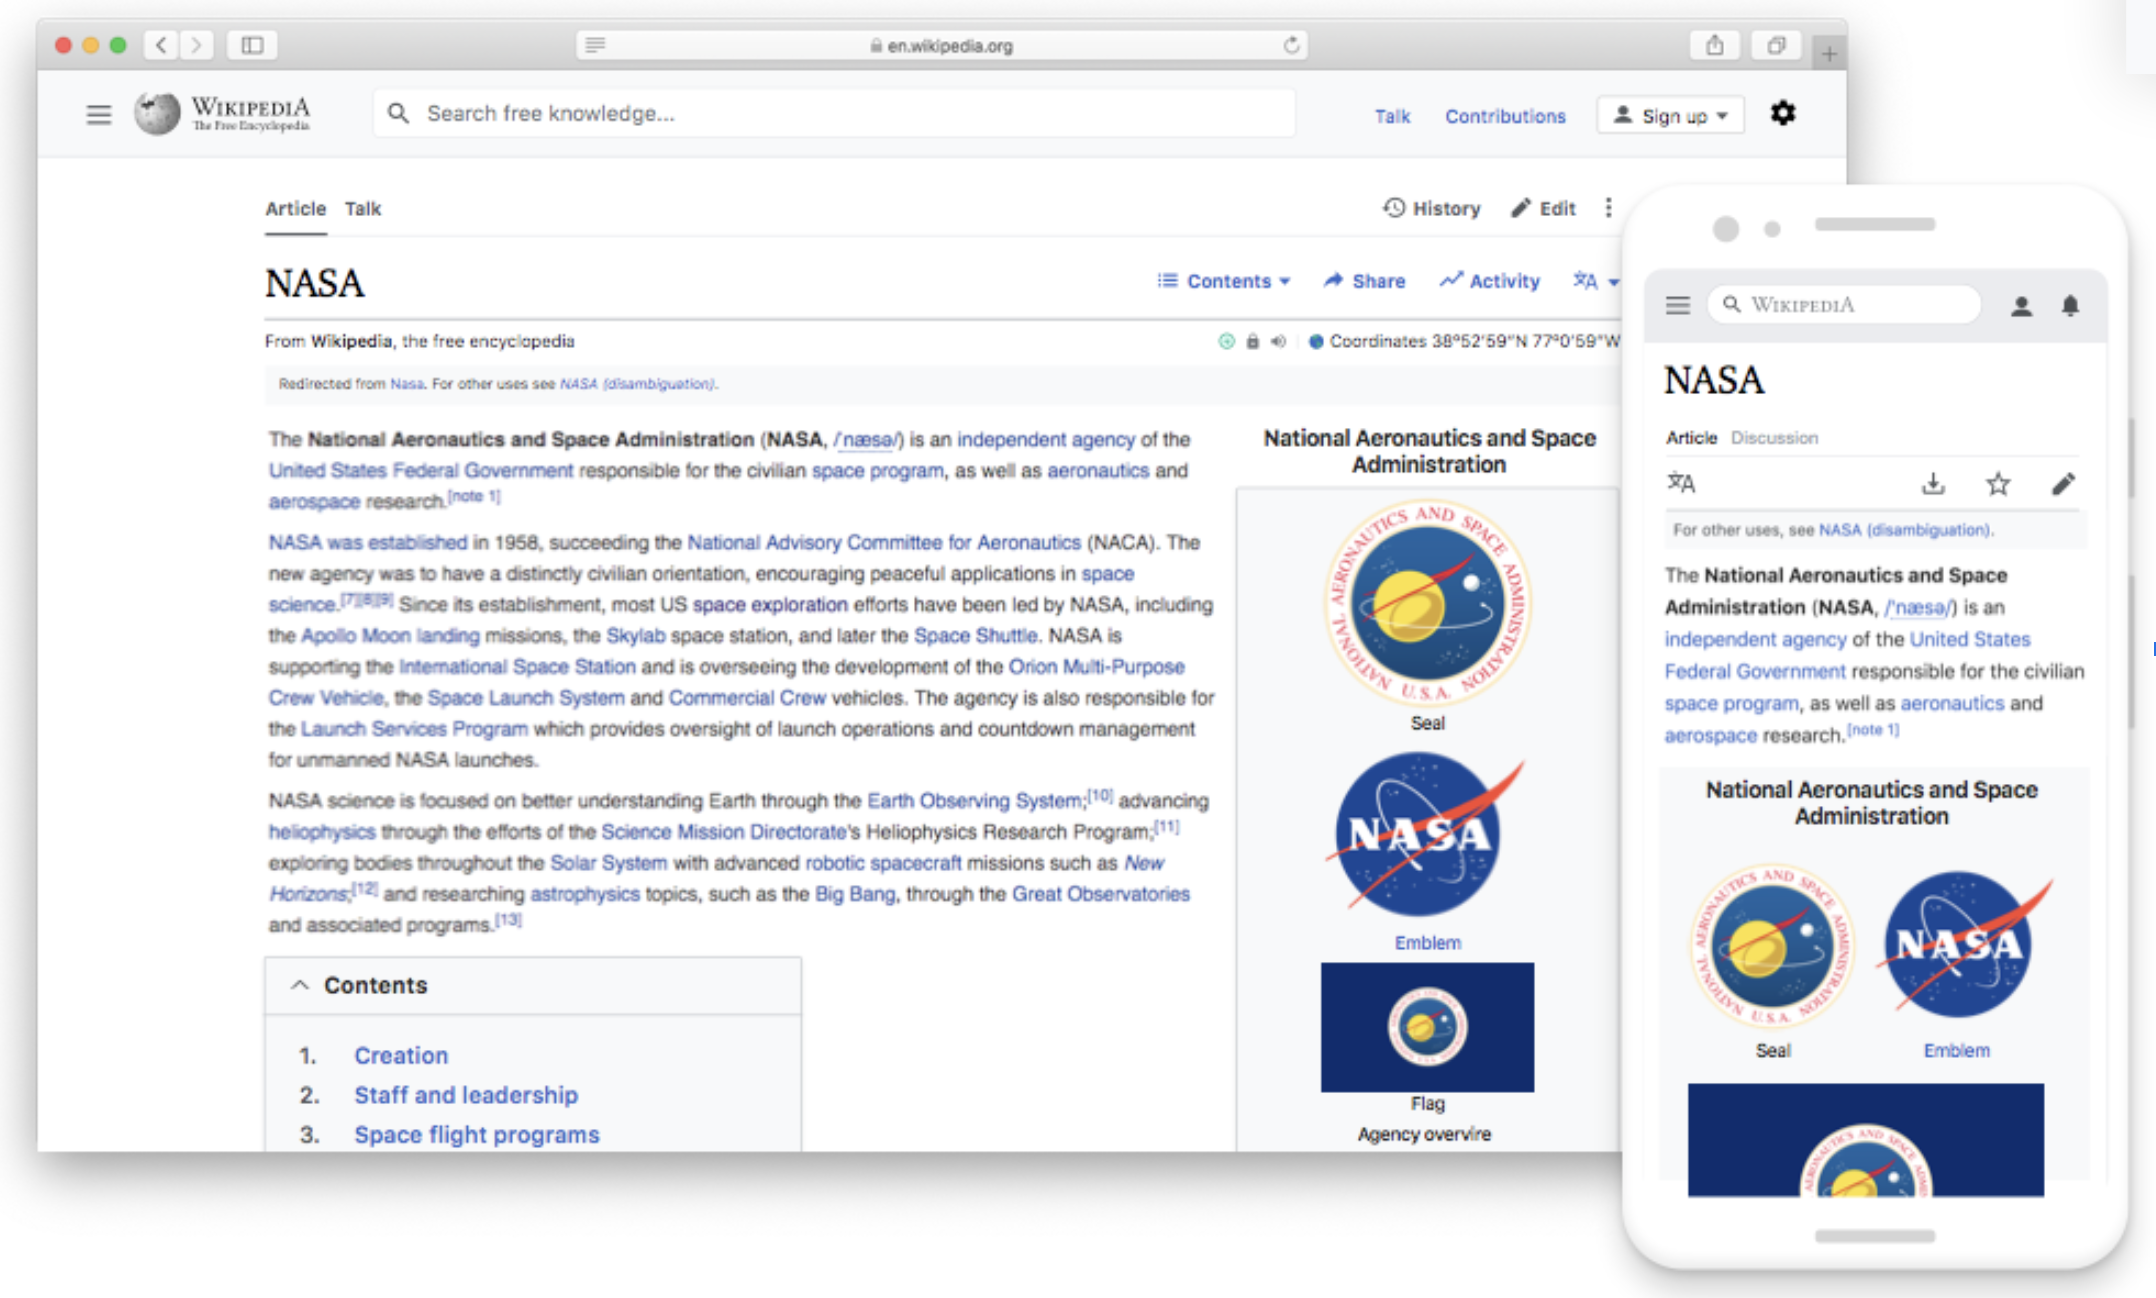 en.wikipedia.org
WIKIPEDIA
The Free Encyclopedia
Search free knowledge...
Talk
Contributions
Sign up
Article Talk
History
Edit
NASA
Contents
Share
Activity
From Wikipedia, the free encyclopedia
Coordinates 38°52'59"N 77°0'59"W
Redirected from Nasa. For other uses see NASA (disambiguation).
The National Aeronautics and Space Administration (NASA, /ˈnæsə/) is an independent agency of the
United States Federal Government responsible for the civilian space program, as well as aeronautics and
aerospace research.[note 1]
NASA was established in 1958, succeeding the National Advisory Committee for Aeronautics (NACA). The
new agency was to have a distinctly civilian orientation, encouraging peaceful applications in space
science.[7][8][9] Since its establishment, most US space exploration efforts have been led by NASA, including
the Apollo Moon landing missions, the Skylab space station, and later the Space Shuttle. NASA is
supporting the International Space Station and is overseeing the development of the Orion Multi-Purpose
Crew Vehicle, the Space Launch System and Commercial Crew vehicles. The agency is also responsible for
the Launch Services Program which provides oversight of launch operations and countdown management
for unmanned NASA launches.
NASA science is focused on better understanding Earth through the Earth Observing System;[10] advancing
heliophysics through the efforts of the Science Mission Directorate's Heliophysics Research Program;[11]
exploring bodies throughout the Solar System with advanced robotic spacecraft missions such as New
Horizons;[12] and researching astrophysics topics, such as the Big Bang, through the Great Observatories
and associated programs.[13]
Contents
1. Creation
2. Staff and leadership
3. Space flight programs
National Aeronautics and Space
Administration
NATIONAL AERONAUTICS AND SPACE ADMINISTRATION
U.S.A.
Seal
NASA
Emblem
Flag
Agency overvire
WIKIPEDIA
NASA
Article Discussion
For other uses, see NASA (disambiguation).
The National Aeronautics and Space
Administration (NASA, /ˈnæsə/) is an
independent agency of the United States
Federal Government responsible for the civilian
space program, as well as aeronautics and
aerospace research.[note 1]
National Aeronautics and Space
Administration
NATIONAL AERONAUTICS AND SPACE ADMINISTRATION
U.S.A.
NASA
Seal
Emblem